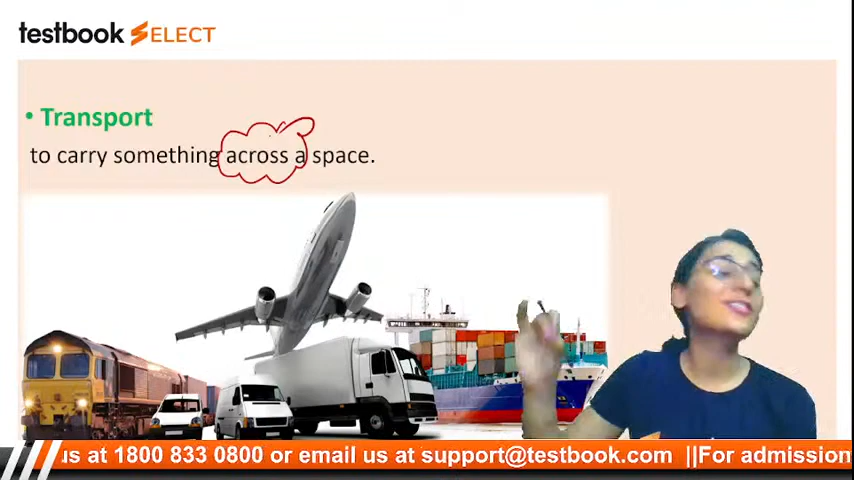 testbook SELECT
• Transport
to carry something across a space.
us at 1800 833 0800 or email us at support@testbook.com ||For admission